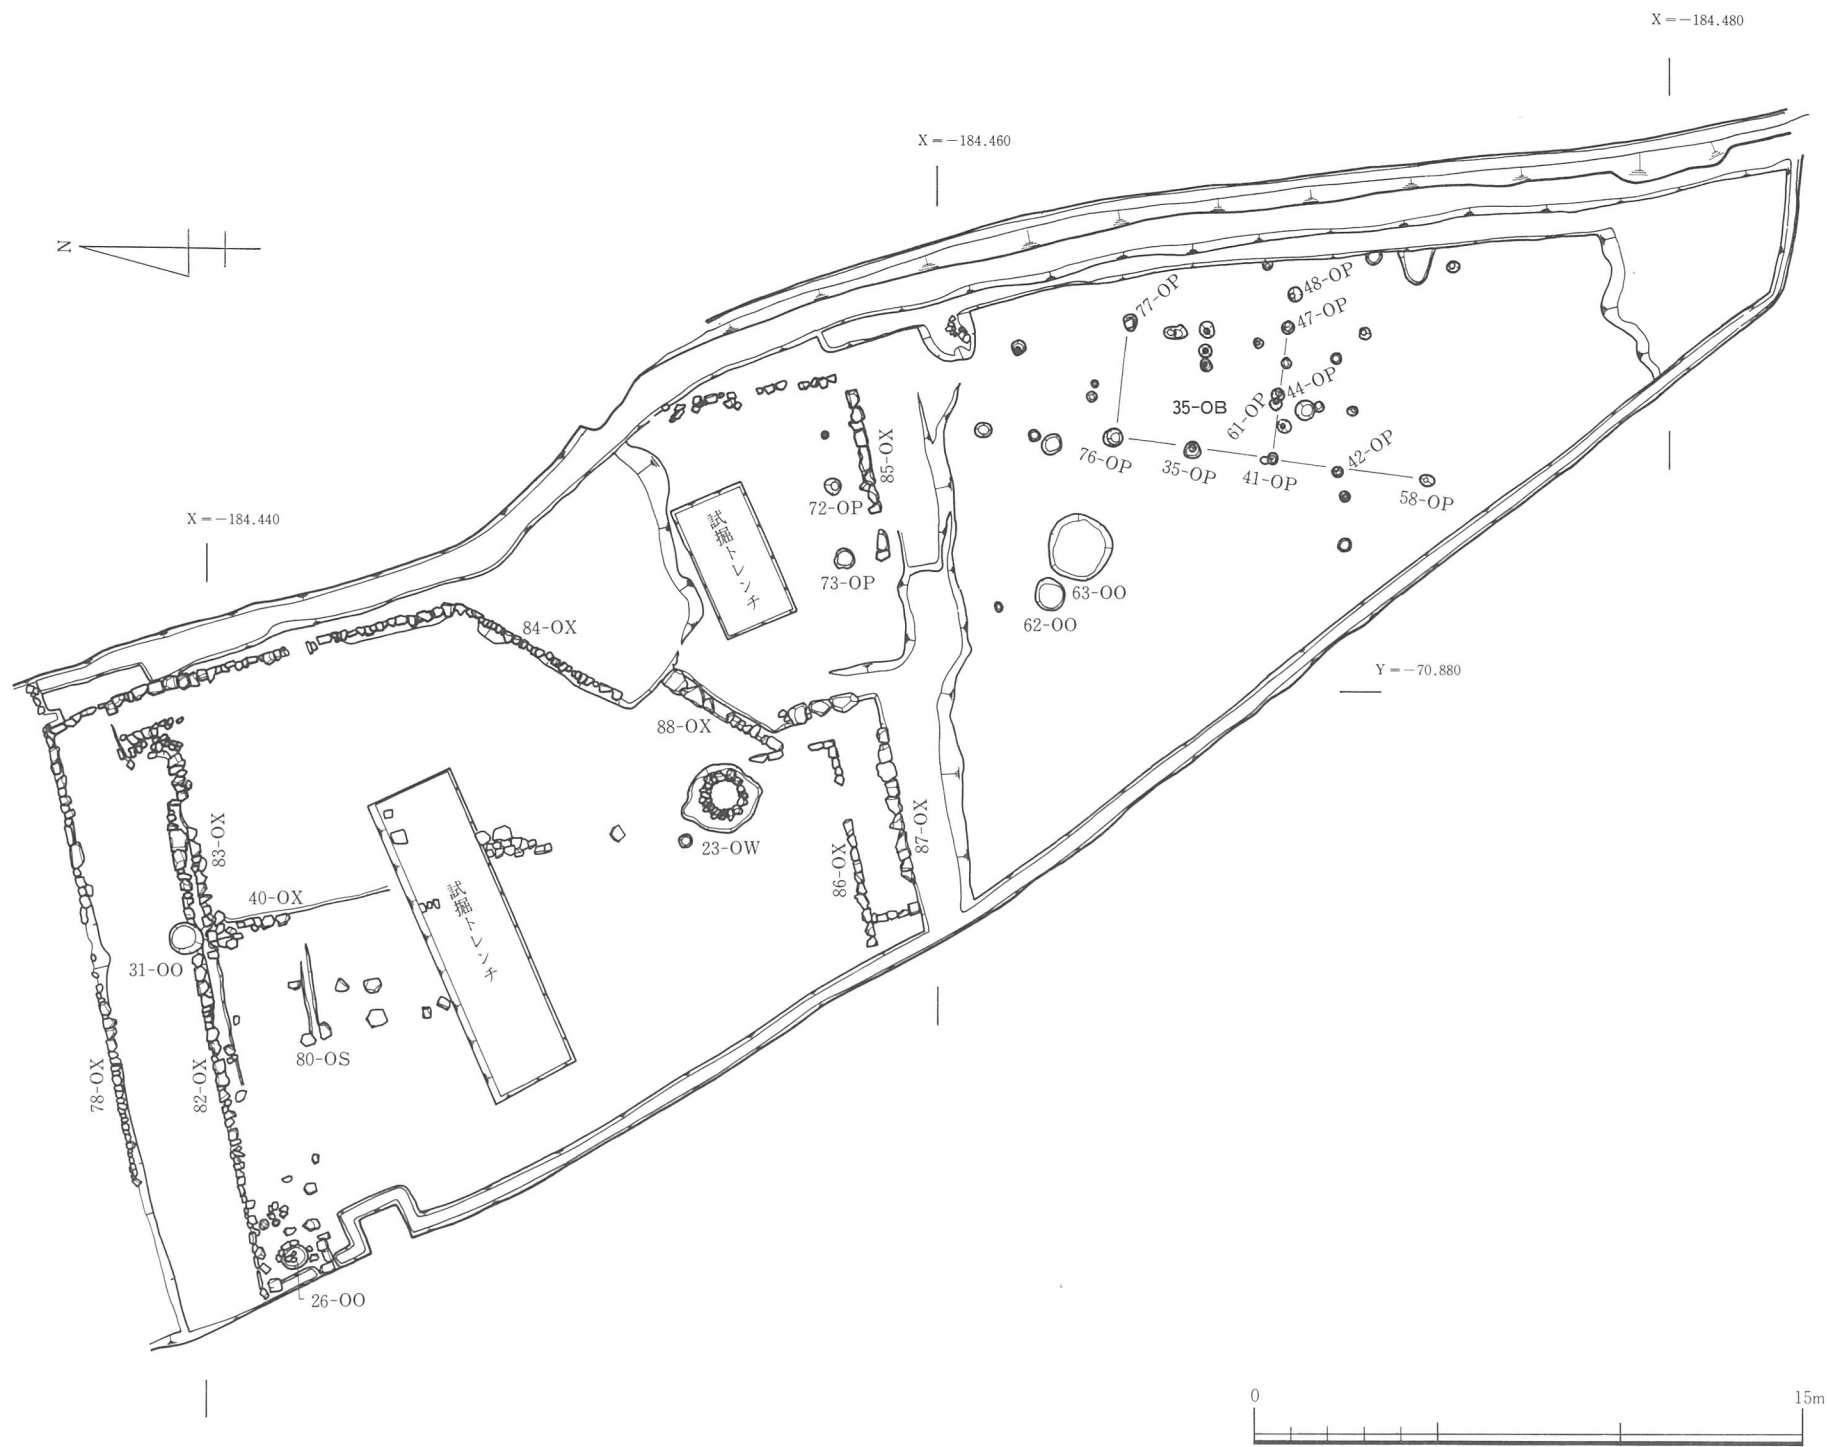 X=-184.480
X=-184.460
N
48-OP
77-OP
47-OP
44-OP
35-OB
61-OP
85-OX
76-OP
35-OP
41-OP
42-OP
58-OP
72-OP
試掘トレンチ
X=-184.440
73-OP
63-OO
62-OO
84-OX
Y=-70.880
88-OX
83-OX
23-OW
87-OX
86-OX
40-OX
試掘トレンチ
31-OO
80-OS
78-OX
82-OX
26-OO
0
15m